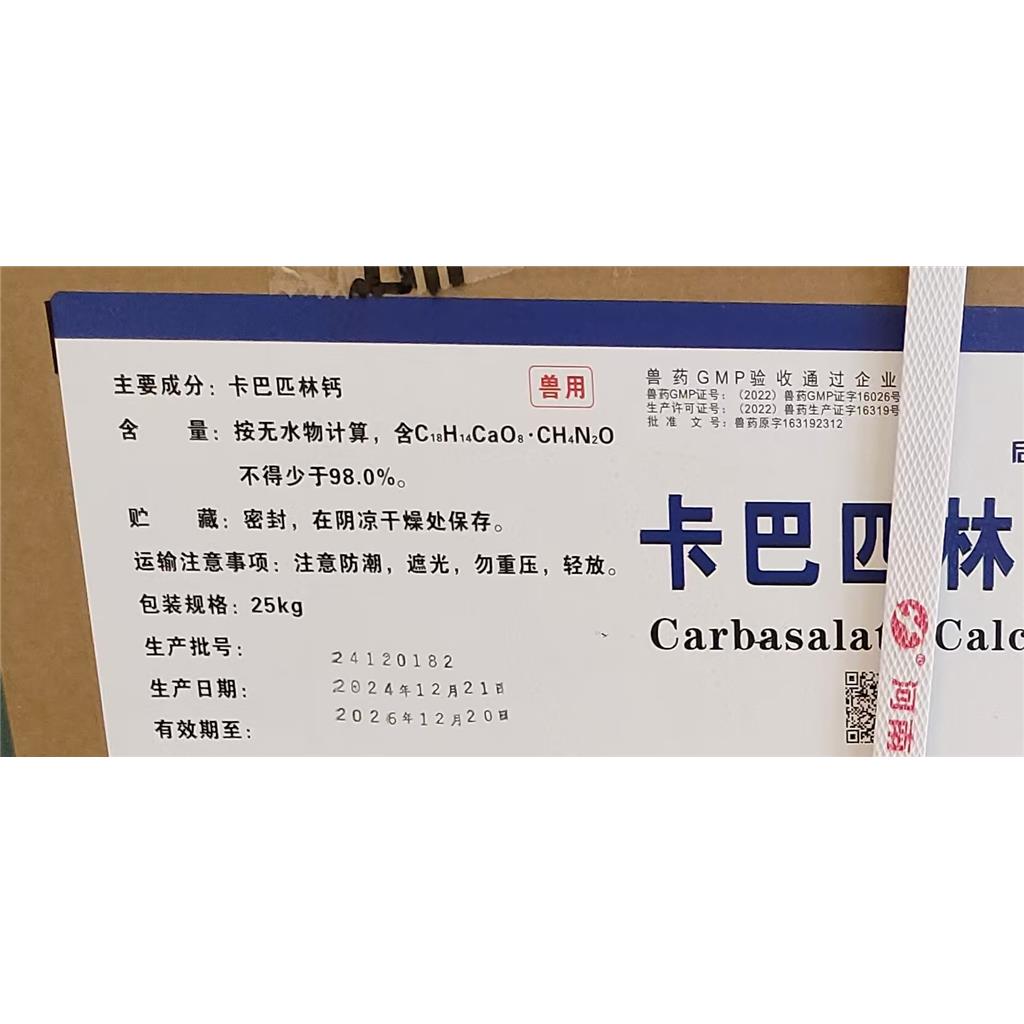 主要成分：卡巴匹林钙
兽用
含 量：按无水物计算，含C₁₈H₁₄CaO₈·CH₄N₂O
不得少于98.0%。
贮 藏：密封，在阴凉干燥处保存。
运输注意事项：注意防潮，遮光，勿重压，轻放。
包装规格：25kg
生产批号：24120182
生产日期：2024年12月21日
有效期至：2026年12月20日
兽药GMP验收通过企业
兽药GMP证号：（2022）兽药GMP证字16026号
生产许可证号：（2022）兽药生产证字16319号
批准文号：兽药原字163192312
卡巴匹林
Carbasalat Calc
河南